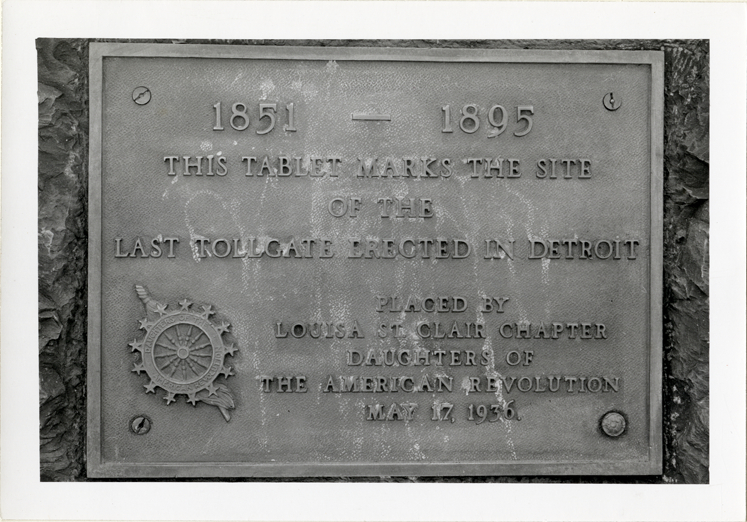 1851 — 1895
THIS TABLET MARKS THE SITE
OF THE
LAST TOLLGATE ERECTED IN DETROIT
PLACED BY
LOUISA ST. CLAIR CHAPTER
DAUGHTERS OF
THE AMERICAN REVOLUTION
MAY 17, 1936.